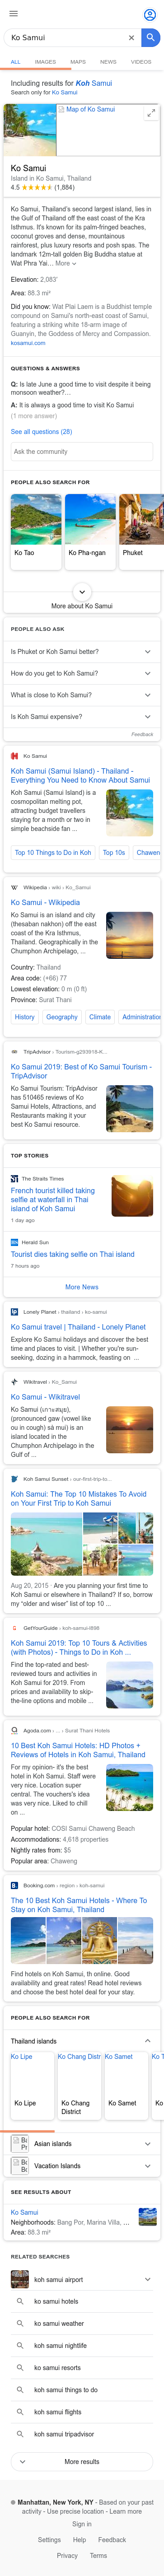 Ko Samui
ALL IMAGES MAPS NEWS VIDEOS
Including results for Koh Samui
Search only for Ko Samui
Map of Ko Samui
Ko Samui
Island in Ko Samui, Thailand
4.5 (1,884)
Ko Samui, Thailand's second largest island, lies in
the Gulf of Thailand off the east coast of the Kra
Isthmus. It's known for its palm-fringed beaches,
coconut groves and dense, mountainous
rainforest, plus luxury resorts and posh spas. The
landmark 12m-tall golden Big Buddha statue at
Wat Phra Yai… More
Elevation: 2,083'
Area: 88.3 mi²
Did you know: Wat Plai Laem is a Buddhist temple
compound on Samui's north-east coast of Samui,
featuring a striking white 18-arm image of
Guanyin, the Goddess of Mercy and Compassion.
kosamui.com
QUESTIONS & ANSWERS
Q: Is late June a good time to visit despite it being
monsoon weather?…
A: It is always a good time to visit Ko Samui
(1 more answer)
See all questions (28)
Ask the community
PEOPLE ALSO SEARCH FOR
Ko Tao
Ko Pha-ngan
Phuket
More about Ko Samui
PEOPLE ALSO ASK
Is Phuket or Koh Samui better?
How do you get to Koh Samui?
What is close to Koh Samui?
Is Koh Samui expensive?
Feedback
Ko Samui
Koh Samui (Samui Island) - Thailand -
Everything You Need to Know About Samui
Koh Samui (Samui Island) is a
cosmopolitan melting pot,
attracting budget travellers
staying for a month or two in
simple beachside fan ...
Top 10 Things to Do in Koh
Top 10s
Chawen
Wikipedia › wiki › Ko_Samui
Ko Samui - Wikipedia
Ko Samui is an island and city
(thesaban nakhon) off the east
coast of the Kra Isthmus,
Thailand. Geographically in the
Chumphon Archipelago, ...
Country: Thailand
Area code: (+66) 77
Lowest elevation: 0 m (0 ft)
Province: Surat Thani
History
Geography
Climate
Administration
TripAdvisor › Tourism-g293918-K...
Ko Samui 2019: Best of Ko Samui Tourism -
TripAdvisor
Ko Samui Tourism: TripAdvisor
has 510465 reviews of Ko
Samui Hotels, Attractions, and
Restaurants making it your
best Ko Samui resource.
TOP STORIES
The Straits Times
French tourist killed taking
selfie at waterfall in Thai
island of Koh Samui
1 day ago
Herald Sun
Tourist dies taking selfie on Thai island
7 hours ago
More News
Lonely Planet › thailand › ko-samui
Ko Samui travel | Thailand - Lonely Planet
Explore Ko Samui holidays and discover the best
time and places to visit. | Whether you're sun-
seeking, dozing in a hammock, feasting on ...
Wikitravel › Ko_Samui
Ko Samui - Wikitravel
Ko Samui (เกาะสมุย),
pronounced gaw (vowel like
ou in cough) sà mui) is an
island located in the
Chumphon Archipelago in the
Gulf of ...
Koh Samui Sunset › our-first-trip-to...
Koh Samui: The Top 10 Mistakes To Avoid
on Your First Trip to Koh Samui
Aug 20, 2015 · Are you planning your first time to
Koh Samui or elsewhere in Thailand? If so, borrow
my "older and wiser" list of top 10 ...
GetYourGuide › koh-samui-l898
Koh Samui 2019: Top 10 Tours & Activities
(with Photos) - Things to Do in Koh ...
Find the top-rated and best-
reviewed tours and activities in
Koh Samui for 2019. From
prices and availability to skip-
the-line options and mobile ...
Agoda.com › ... › Surat Thani Hotels
10 Best Koh Samui Hotels: HD Photos +
Reviews of Hotels in Koh Samui, Thailand
For my opinion- it's the best
hotel in Koh Samui. Staff were
very nice. Location super
central. The voucher's idea
was very nice. Liked to chill
on ...
Popular hotel: COSI Samui Chaweng Beach
Accommodations: 4,618 properties
Nightly rates from: $5
Popular area: Chaweng
Booking.com › region › koh-samui
The 10 Best Koh Samui Hotels - Where To
Stay on Koh Samui, Thailand
Find hotels on Koh Samui, th online. Good
availability and great rates! Read hotel reviews
and choose the best hotel deal for your stay.
PEOPLE ALSO SEARCH FOR
Thailand islands
Ko Lipe
Ko Chang Distr
Ko Samet
Ko T
Ko Lipe
Ko Chang
District
Ko Samet
Ko
Asian islands
Vacation Islands
SEE RESULTS ABOUT
Ko Samui
Neighborhoods: Bang Por, Marina Villa, ...
Area: 88.3 mi²
RELATED SEARCHES
koh samui airport
ko samui hotels
ko samui weather
koh samui nightlife
ko samui resorts
koh samui things to do
koh samui flights
koh samui tripadvisor
More results
Manhattan, New York, NY - Based on your past
activity - Use precise location - Learn more
Sign in
Settings Help Feedback
Privacy Terms